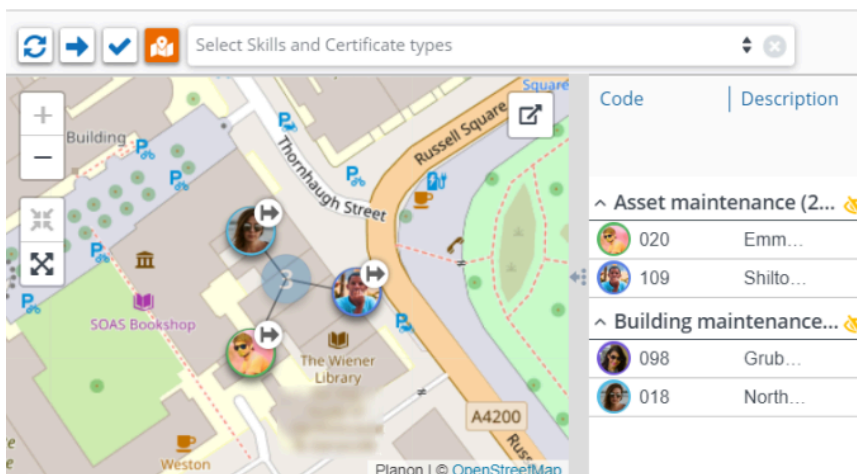 Select Skills and Certificate types
Square
Code
Description
Building
P
P
P
P
P
P
Thornhaugh Street
Russell Square
Asset maintenance (2...
020
Emm...
109
Shilto...
3
SOAS Bookshop
The Wiener
Library
Building maintenance...
098
Grub...
018
North...
A4200
Russ
e
Weston
Planon | © OpenStreetMap